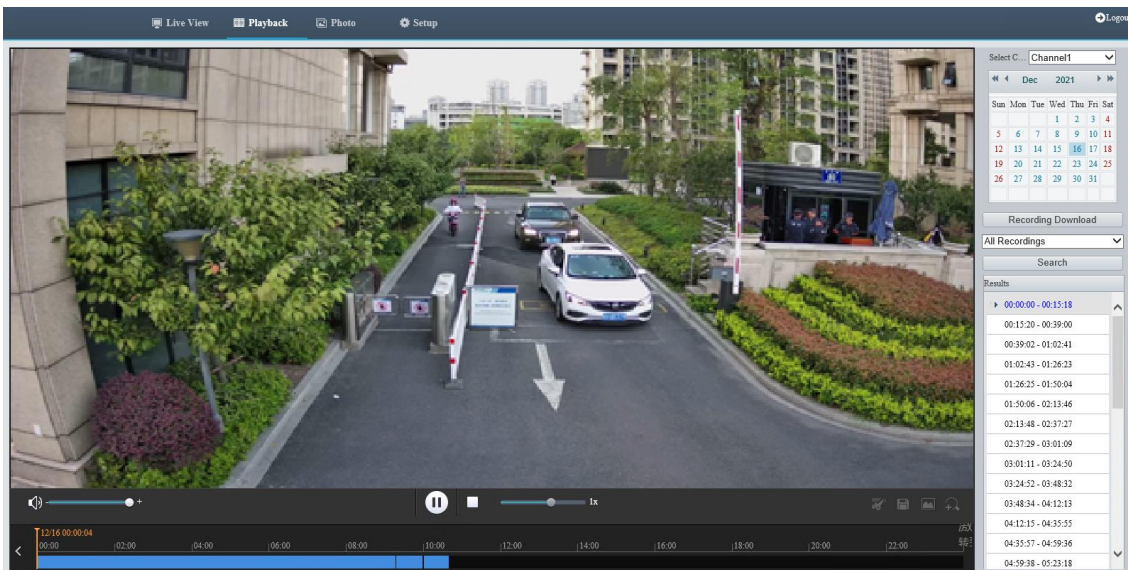 Live View
Playback
Photo
Setup
Logou
Select C... Channel1
Dec 2021
Sun Mon Tue Wed Thu Fri Sat
1 2 3 4
5 6 7 8 9 10 11
12 13 14 15 16 17 18
19 20 21 22 23 24 25
26 27 28 29 30 31
Recording Download
All Recordings
Search
Results
00:00:00 - 00:15:18
00:15:20 - 00:39:00
00:39:02 - 01:02:41
01:02:43 - 01:26:23
01:26:25 - 01:50:04
01:50:06 - 02:13:46
02:13:48 - 02:37:27
02:37:29 - 03:01:09
03:01:11 - 03:24:50
03:24:52 - 03:48:32
03:48:34 - 04:12:13
04:12:15 - 04:35:55
04:35:57 - 04:59:36
04:59:38 - 05:23:18
- +
1x
12/16 00:00:04
00:00 02:00 04:00 06:00 08:00 10:00 12:00 14:00 16:00 18:00 20:00 22:00